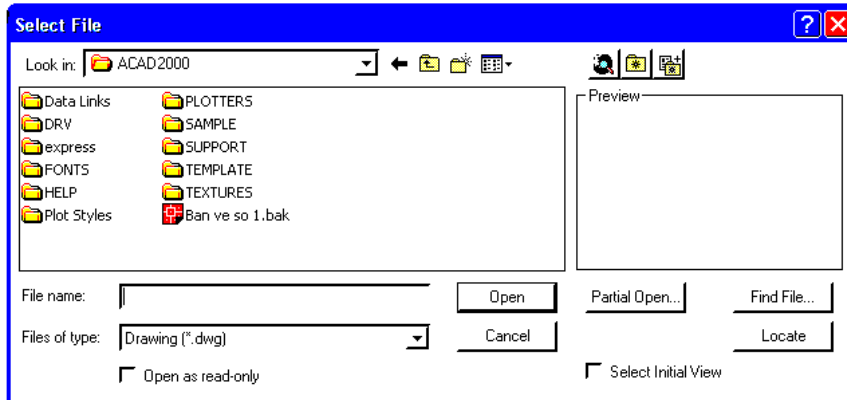 Select File
Look in: ACAD2000
Data Links
DRV
express
FONTS
HELP
Plot Styles
PLOTTERS
SAMPLE
SUPPORT
TEMPLATE
TEXTURES
Ban ve so 1.bak
Preview
File name:
Open
Partial Open...
Find File...
Files of type: Drawing (*.dwg)
Cancel
Locate
Open as read-only
Select Initial View